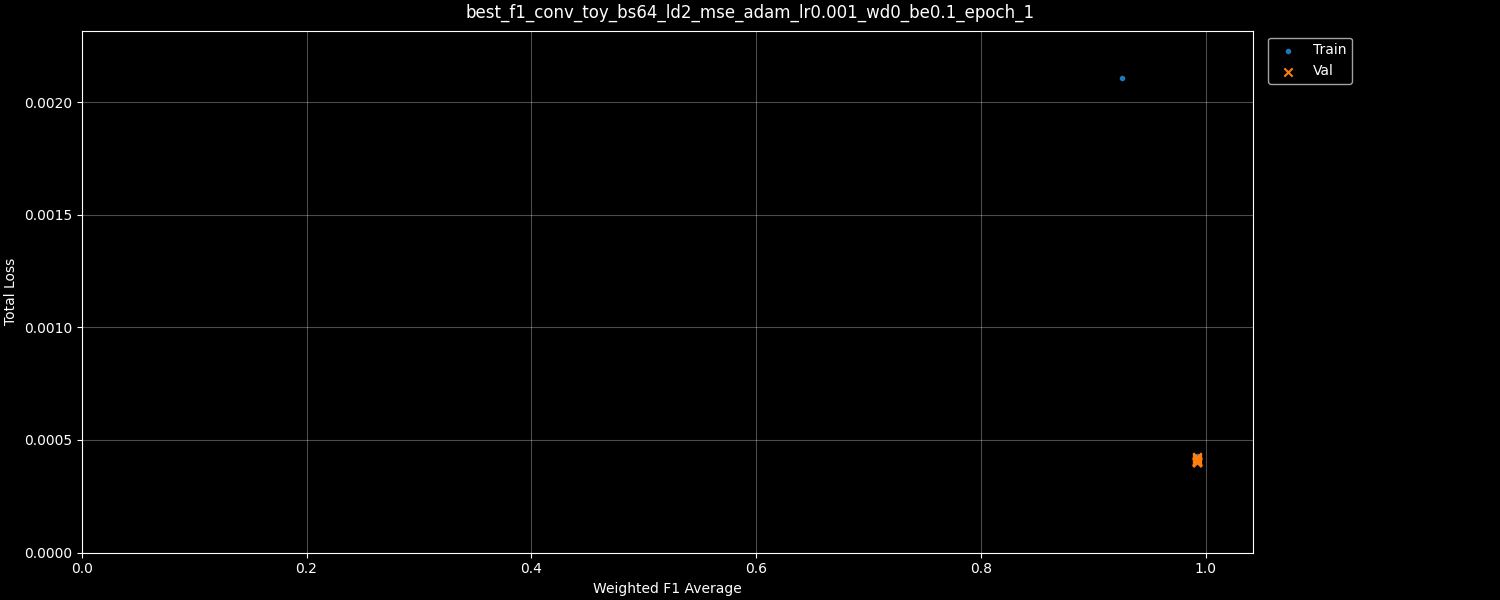 best_f1_conv_toy_bs64_ld2_mse_adam_lr0.001_wd0_be0.1_epoch_1
Train
Val
0.0020
0.0015
0.0010
0.0005
0.0000
Total Loss
0.0 0.2 0.4 0.6 0.8 1.0
Weighted F1 Average